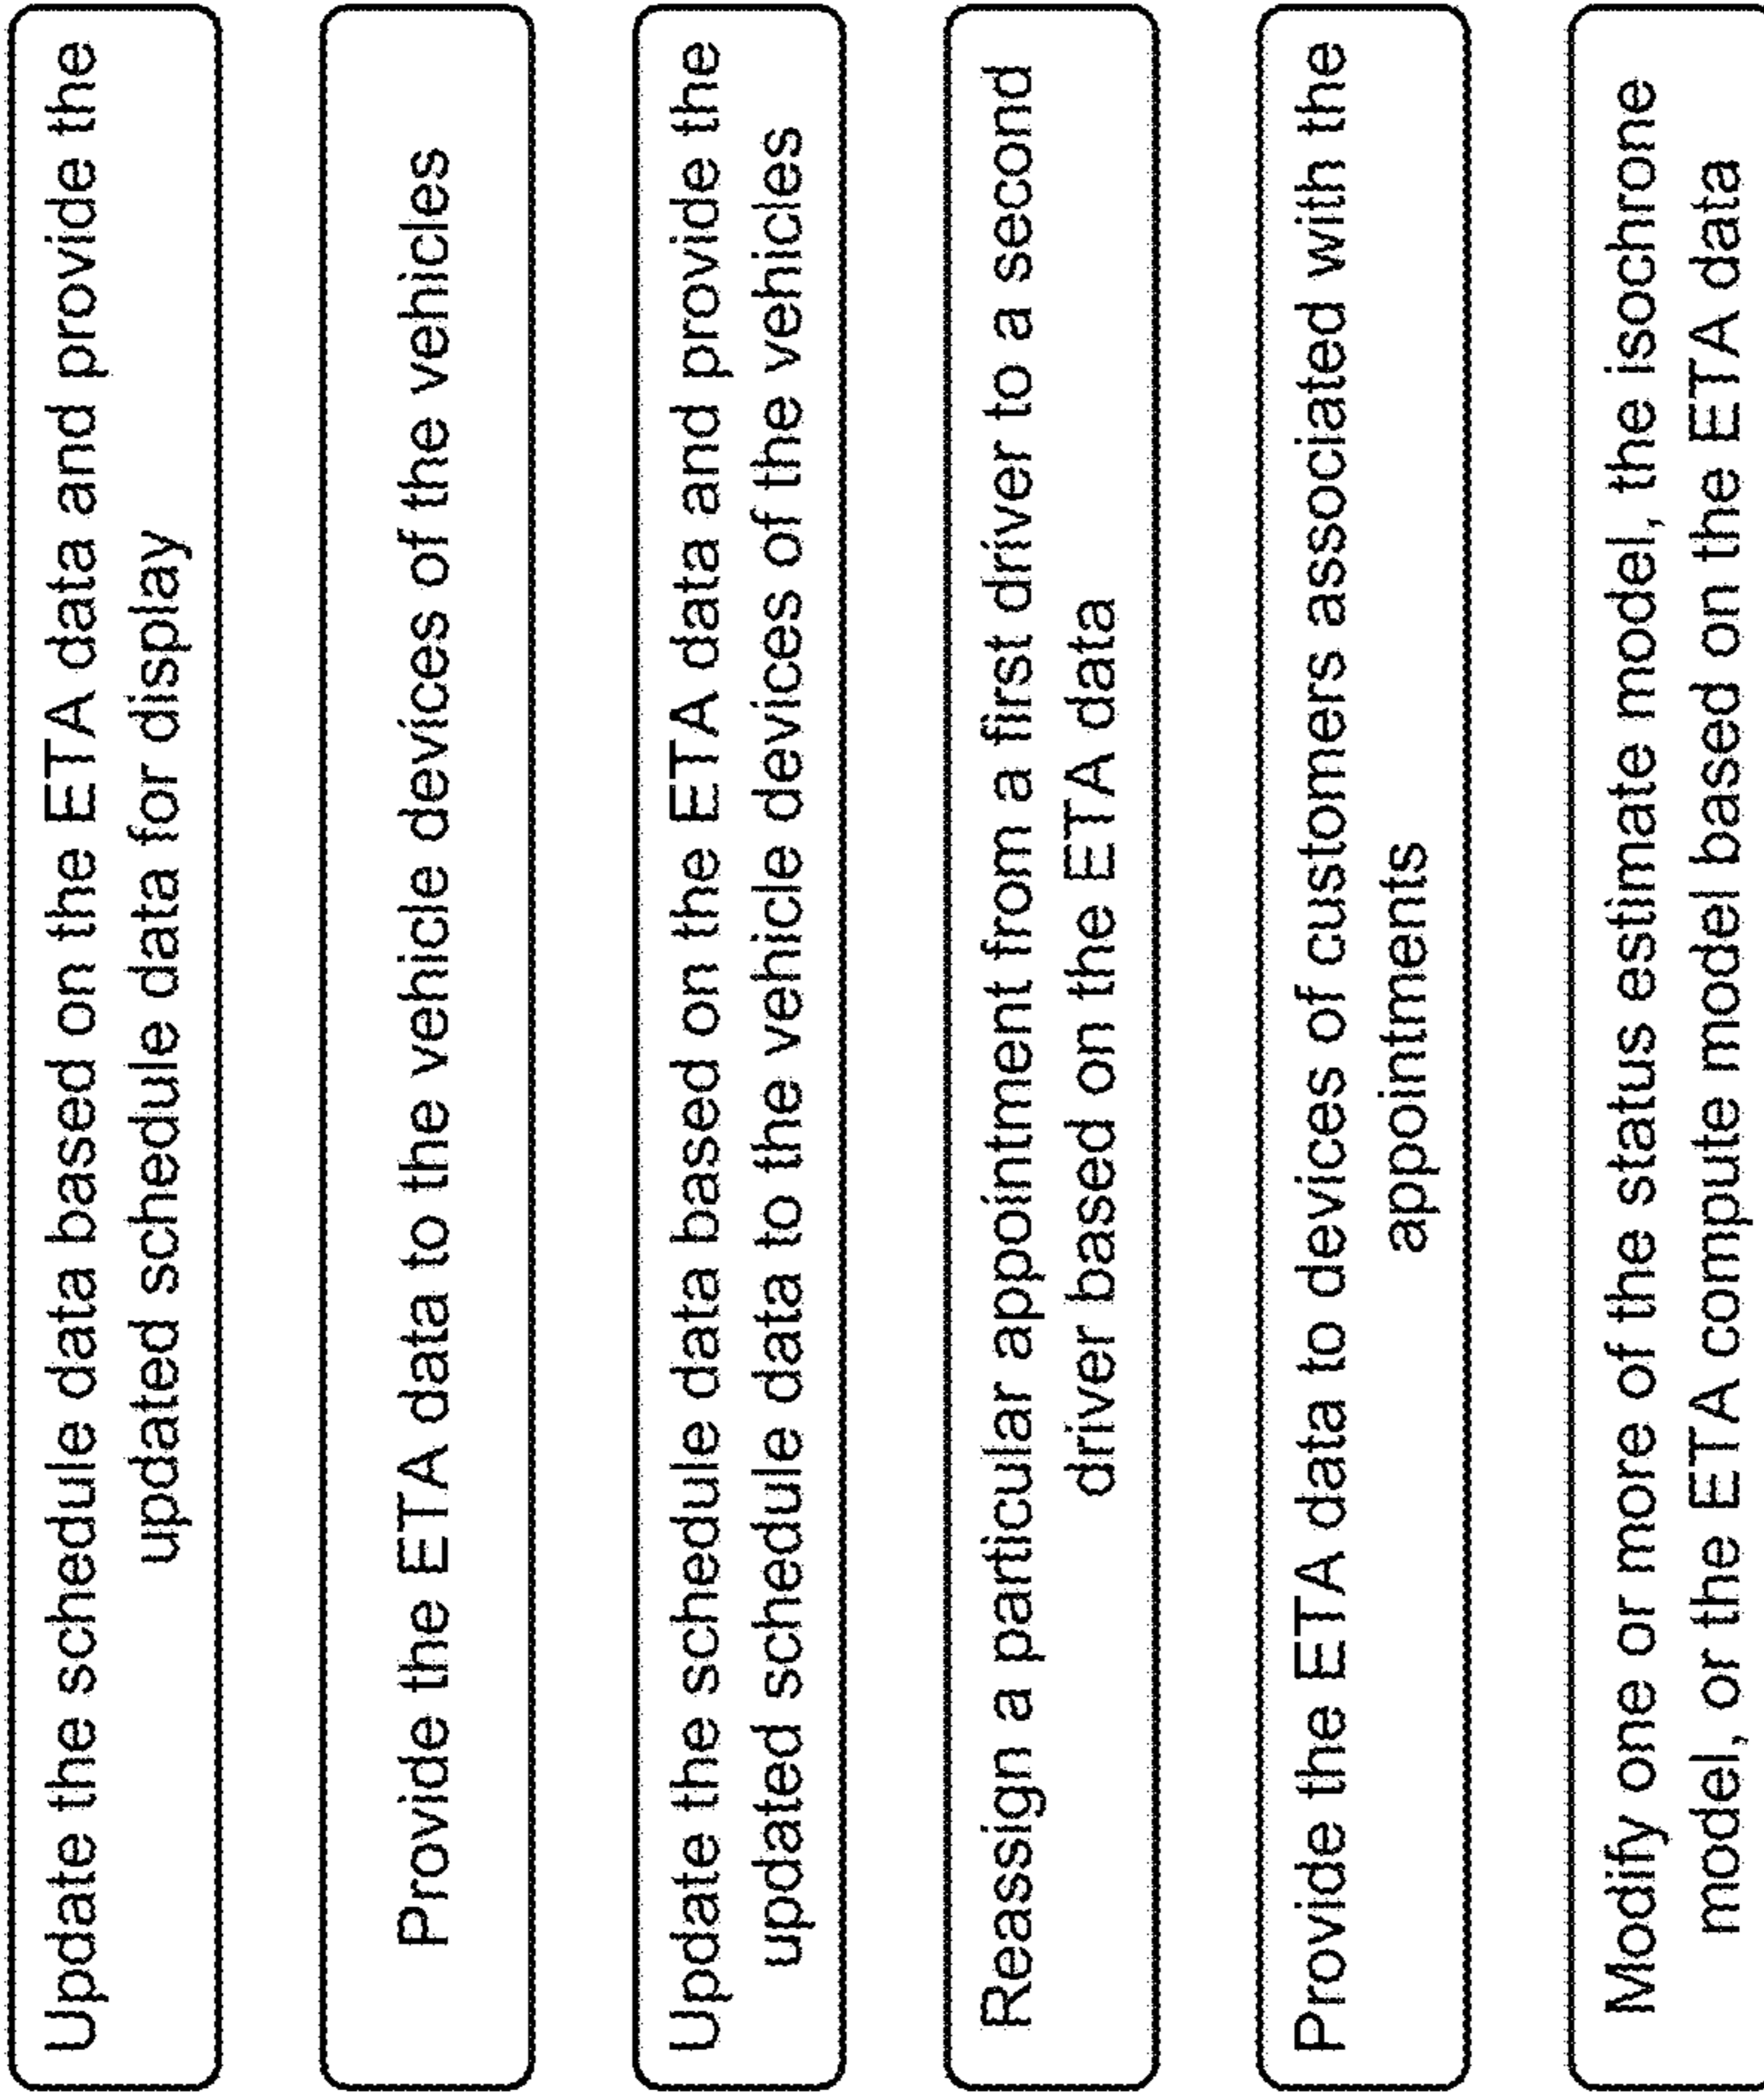 Update the schedule data based on the ETA data and provide the
updated schedule data for display
Provide the ETA data to the vehicle devices of the vehicles
Update the schedule data based on the ETA data and provide the
updated schedule data to the vehicle devices of the vehicles
Reassign a particular appointment from a first driver to a second
driver based on the ETA data
Provide the ETA data to devices of customers associated with the
appointments
Modify one or more of the status estimate model, the isochrone
model, or the ETA compute model based on the ETA data